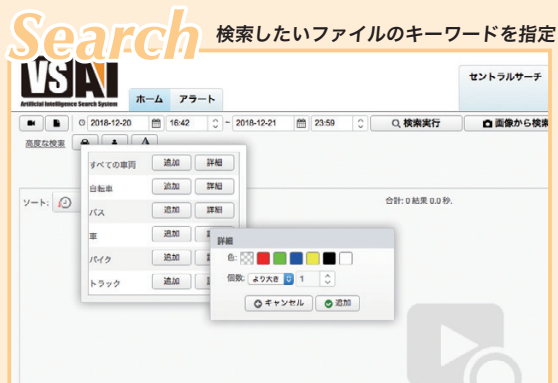 Search 検索したいファイルのキーワードを指定
VSAI
Artificial Intelligence Search System
ホーム アラート
セントラルサーチ
2018-12-20 16:42 ~ 2018-12-21 23:59 検索実行 画像から検索
高度な検索 A
すべての車両 追加 詳細
自転車 追加 詳細
バス 追加 詳細
車 追加
バイク 追加
トラック 追加
ソート:
合計: 0 結果 0.0 秒.
詳細
色:
個数: より大き 1
キャンセル 追加